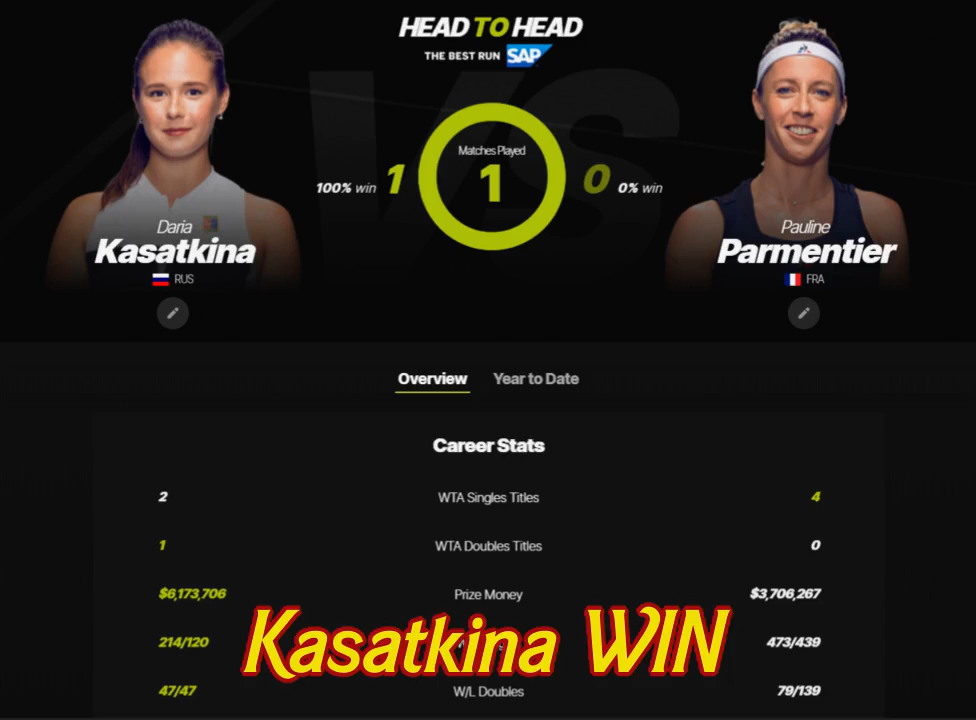 HEAD TO HEAD
THE BEST RUN SAP
VS
Matches Played
100% win 1 1 0 0% win
Daria
Kasatkina
RUS
Pauline
Parmentier
FRA
Overview Year to Date
Career Stats
2 WTA Singles Titles 4
1 WTA Doubles Titles 0
$6,173,706 Prize Money $3,706,267
214/120 473/439
Kasatkina WIN
47/47 W/L Doubles 79/139